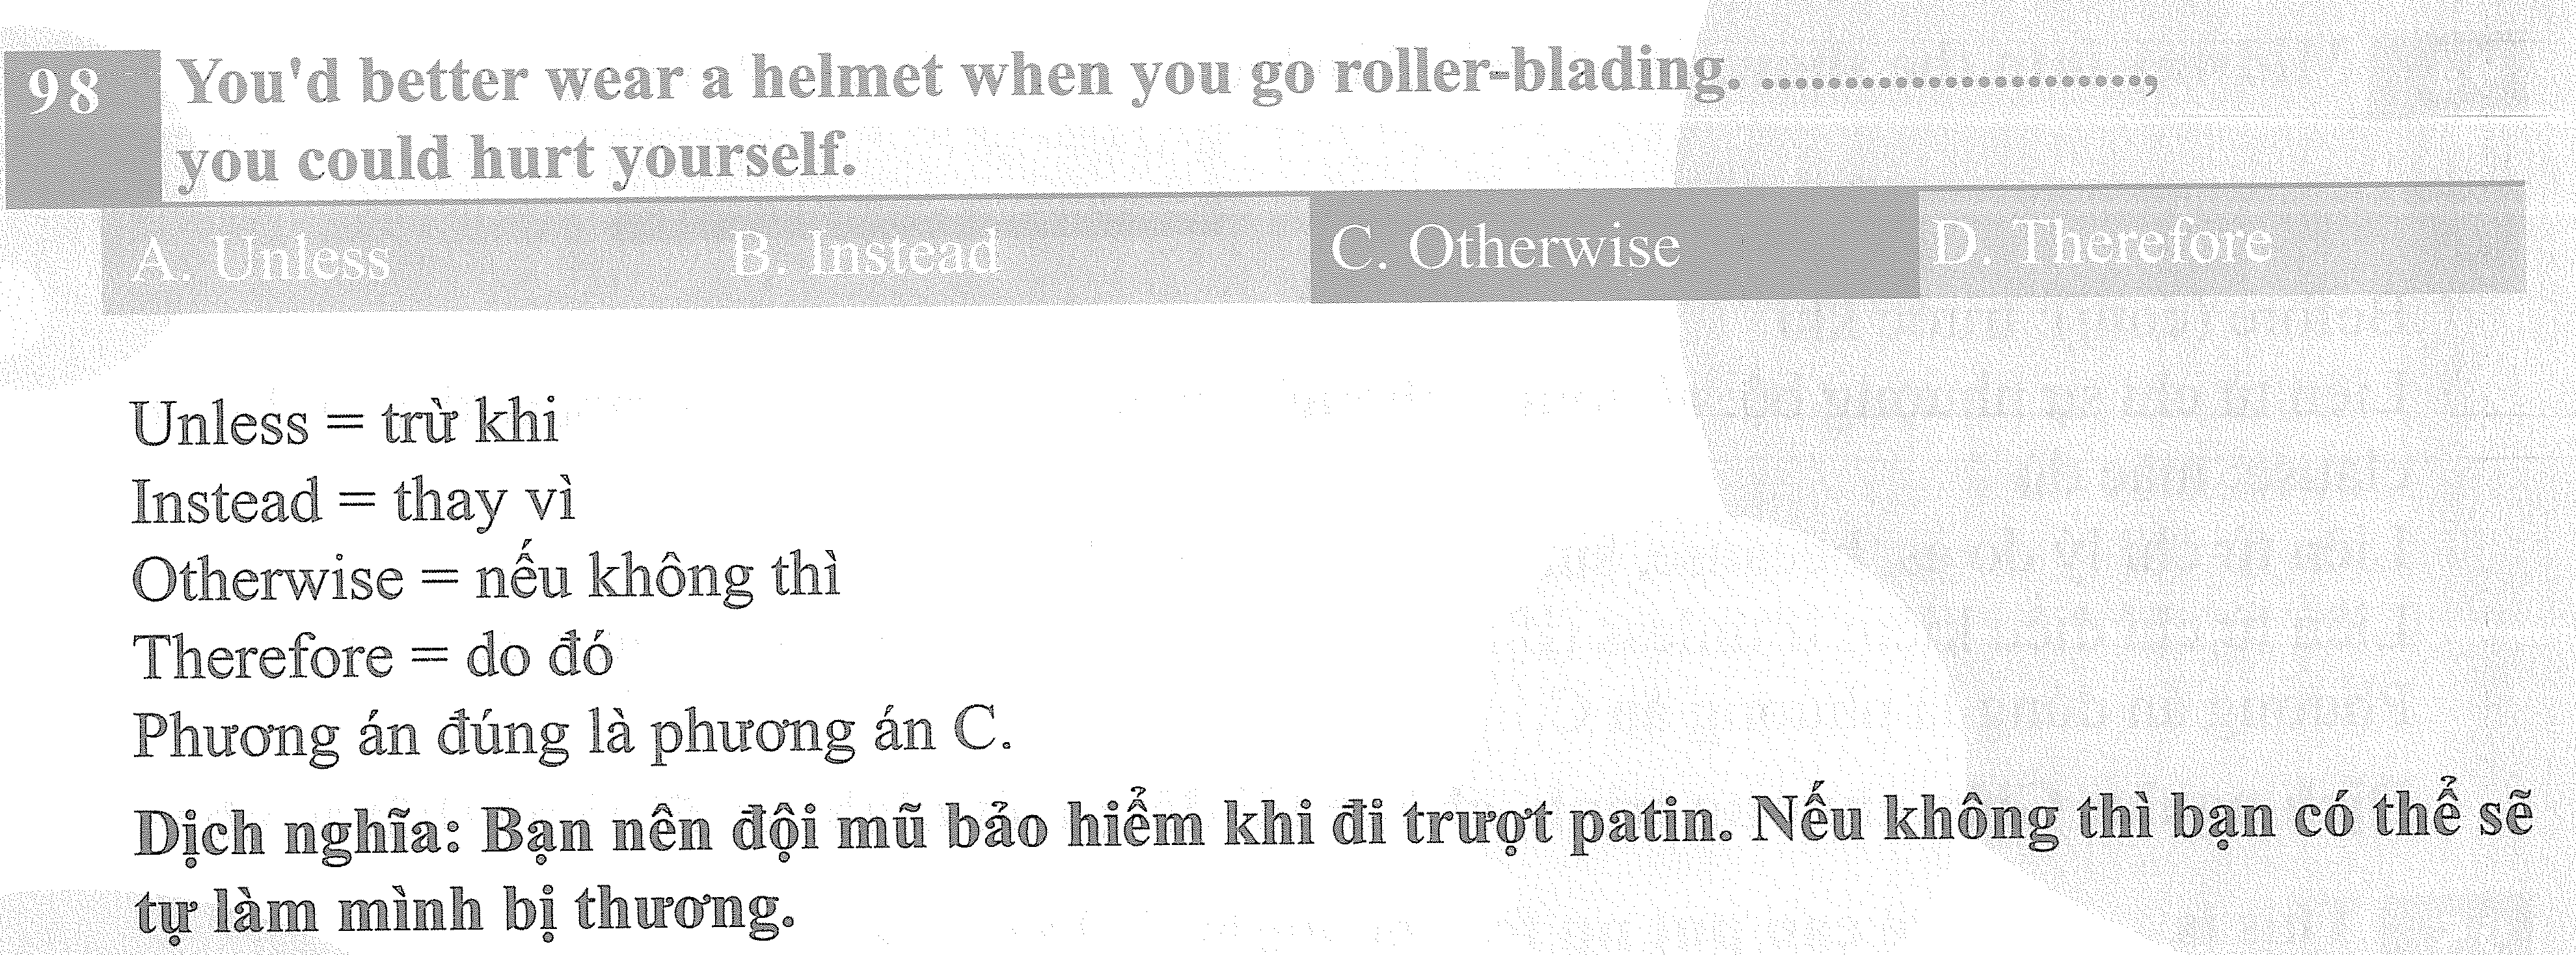 98 You'd better wear a helmet when you go roller-blading. ........................,
you could hurt yourself.
A. Unless B. Instead C. Otherwise D. Therefore
Unless = trừ khi
Instead = thay vì
Otherwise = nếu không thì
Therefore = do đó
Phương án đúng là phương án C.
Dịch nghĩa: Bạn nên đội mũ bảo hiểm khi đi trượt patin. Nếu không thì bạn có thể sẽ
tự làm mình bị thương.